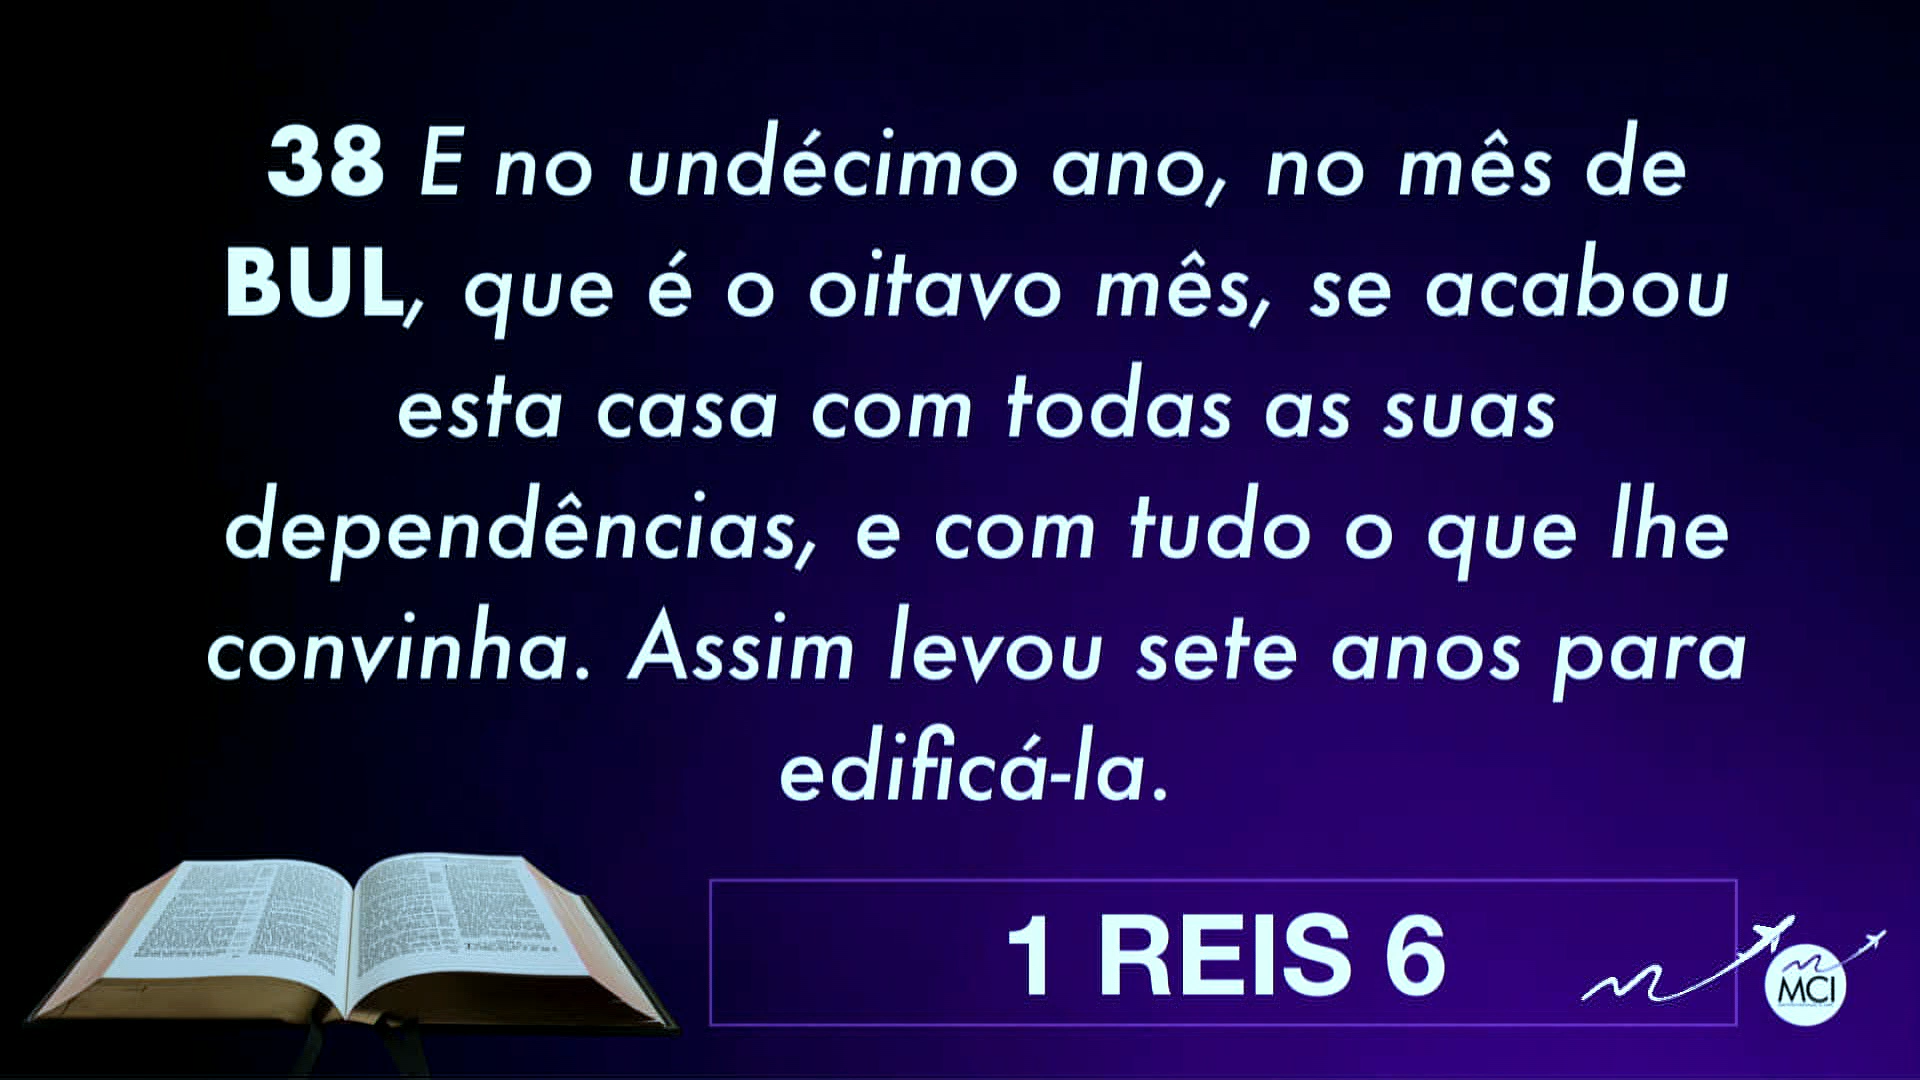 38 E no undécimo ano, no mês de
BUL, que é o oitavo mês, se acabou
esta casa com todas as suas
dependências, e com tudo o que lhe
convinha. Assim levou sete anos para
edificá-la.
1 REIS 6
MCI